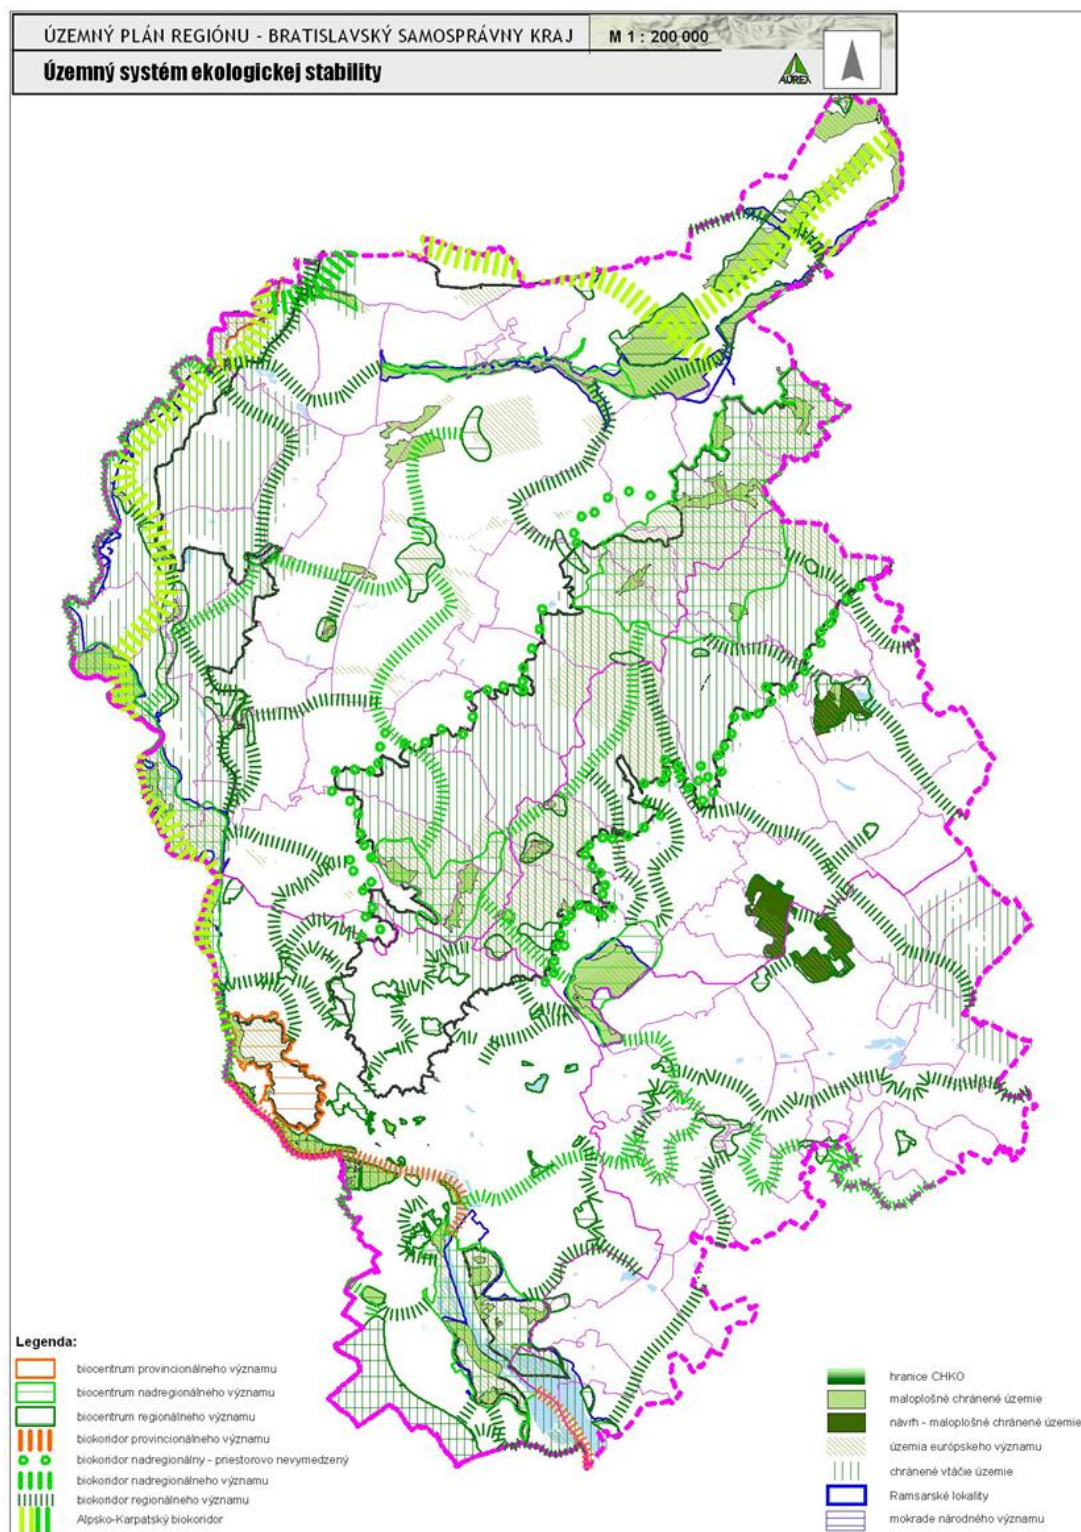 ÚZEMNÝ PLÁN REGIÓNU - BRATISLAVSKÝ SAMOSPRÁVNY KRAJ
M 1 : 200 000
Územný systém ekologickej stability
AUREX
Legenda:
biocentrum provincionálneho významu
biocentrum nadregionálneho významu
biocentrum regionálneho významu
biokoridor provincionálneho významu
biokoridor nadregionálny - priestorovo nevymedzený
biokoridor nadregionálneho významu
biokoridor regionálneho významu
Alpsko-Karpatský biokoridor
hranice CHKO
maloplošné chránené územie
návrh - maloplošné chránené územie
územia európskeho významu
chránené vtáčie územie
Ramsarské lokality
mokrade národného významu